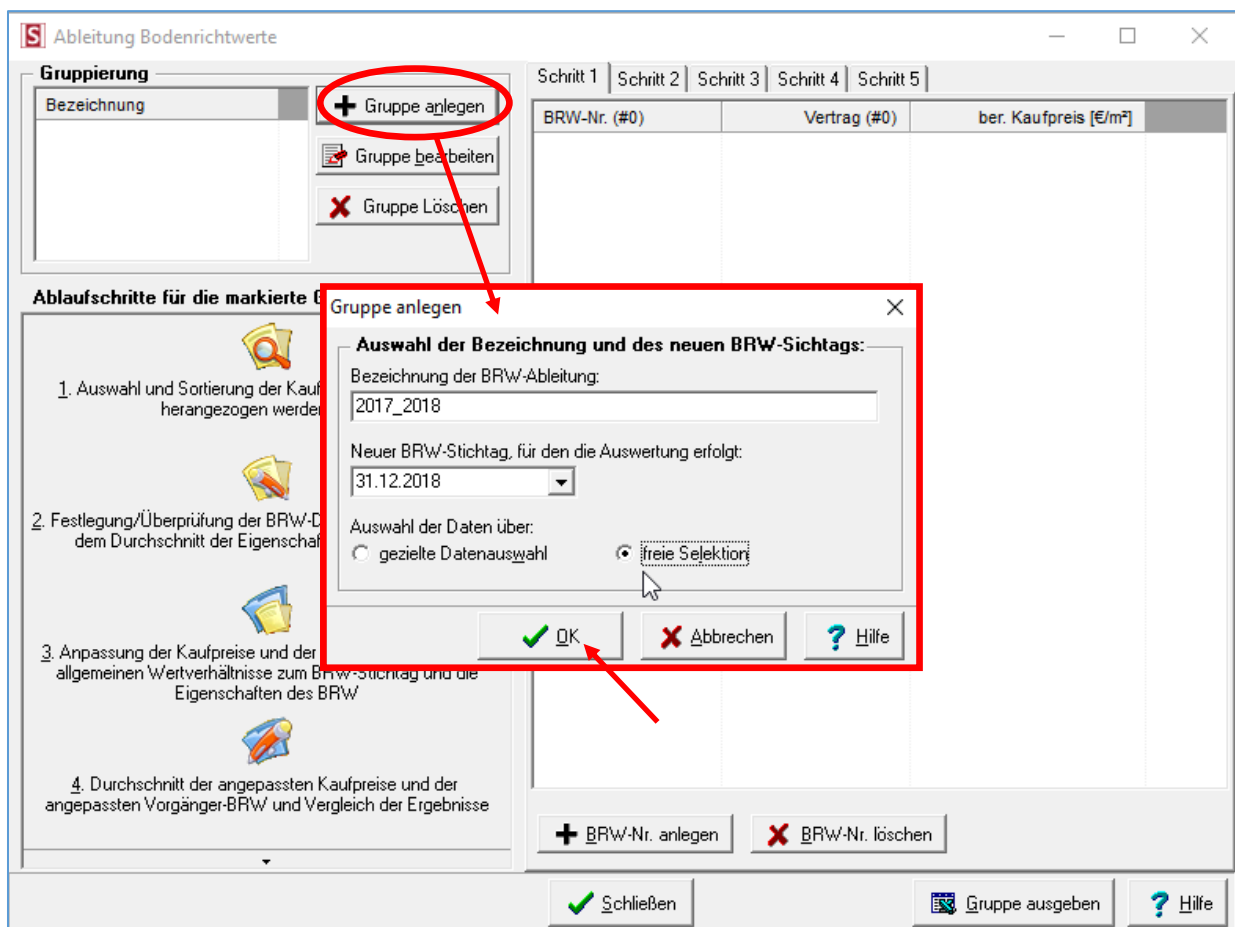 Ableitung Bodenrichtwerte
Gruppierung
Bezeichnung
Gruppe anlegen
Gruppe bearbeiten
Gruppe Löschen
Schritt 1
Schritt 2
Schritt 3
Schritt 4
Schritt 5
BRW-Nr. (#0)
Vertrag (#0)
ber. Kaufpreis [€/m²]
Ablaufschritte für die markierte
1. Auswahl und Sortierung der Kauf
herangezogen werde
2. Festlegung/Überprüfung der BRW-D
dem Durchschnitt der Eigenschaf
3. Anpassung der Kaufpreise und der
allgemeinen Wertverhältnisse zum BRW-Stichtag und die
Eigenschaften des BRW
4. Durchschnitt der angepassten Kaufpreise und der
angepassten Vorgänger-BRW und Vergleich der Ergebnisse
Gruppe anlegen
Auswahl der Bezeichnung und des neuen BRW-Sichtags:
Bezeichnung der BRW-Ableitung:
2017_2018
Neuer BRW-Stichtag, für den die Auswertung erfolgt:
31.12.2018
Auswahl der Daten über:
gezielte Datenauswahl
freie Selektion
OK
Abbrechen
Hilfe
BRW-Nr. anlegen
BRW-Nr. löschen
Schließen
Gruppe ausgeben
Hilfe